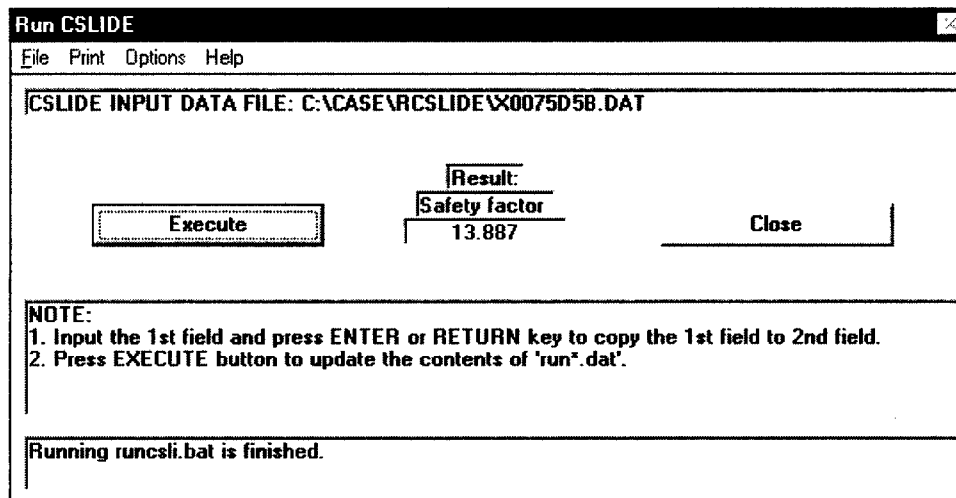 Run CSLIDE
File Print Options Help
CSLIDE INPUT DATA FILE: C:\CASE\RCSLIDE\X0075D5B.DAT
Result:
Safety factor
Execute
13.887
Close
NOTE:
1. Input the 1st field and press ENTER or RETURN key to copy the 1st field to 2nd field.
2. Press EXECUTE button to update the contents of 'run*.dat'.
Running runcsli.bat is finished.